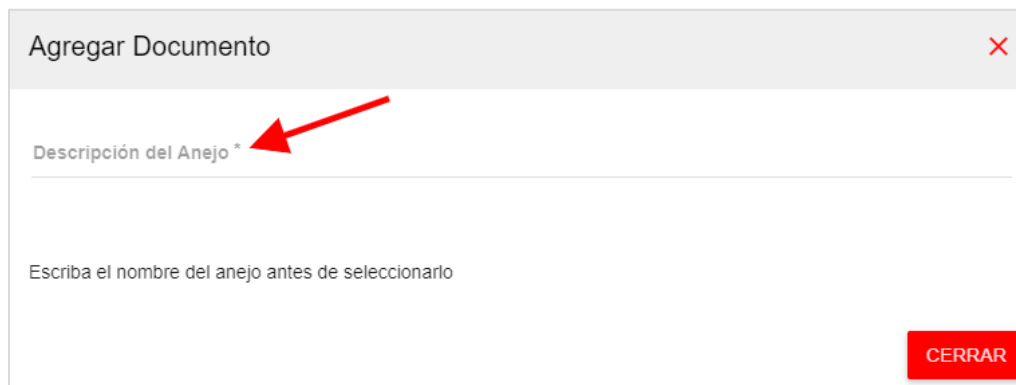 Agregar Documento
Descripción del Anejo *
Escriba el nombre del anejo antes de seleccionarlo
CERRAR